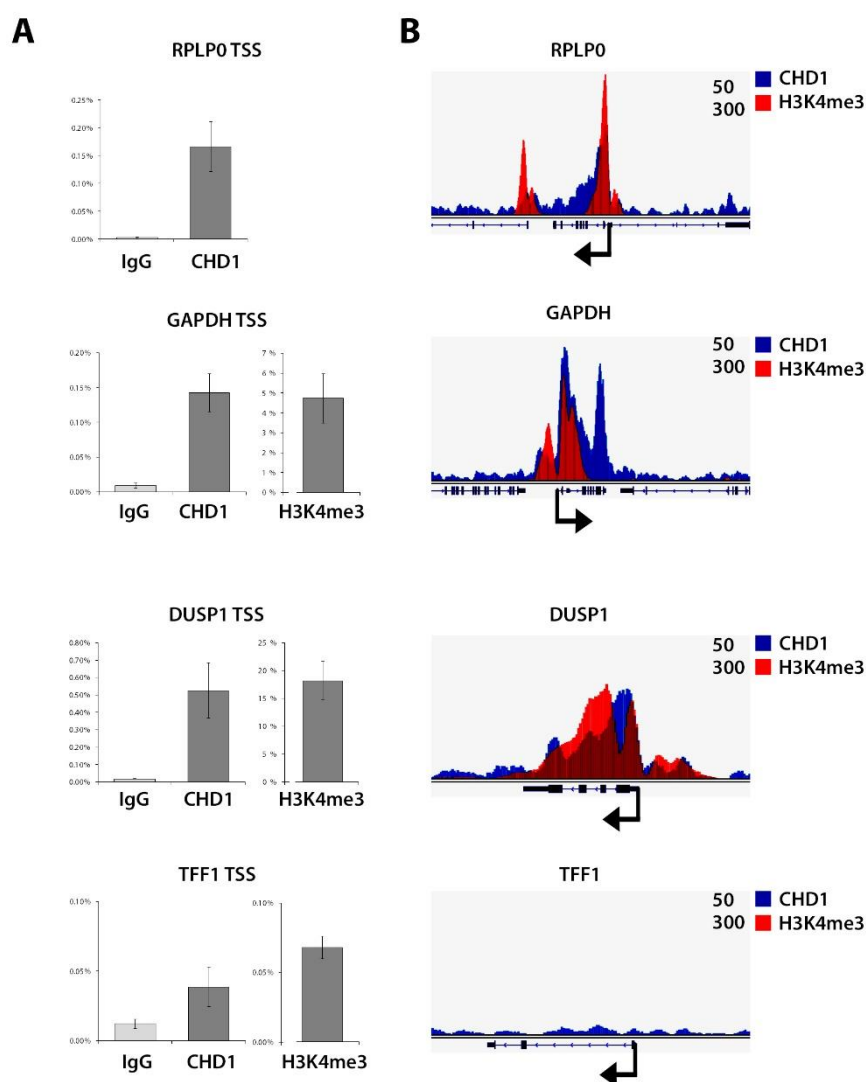 A
B
RPLP0 TSS
0.25%
0.20%
0.15%
0.10%
0.05%
0.00%
IgG CHD1
RPLP0
50 CHD1
300 H3K4me3
GAPDH TSS
0.20%
0.15%
0.10%
0.05%
0.00%
IgG CHD1
7 %
6 %
5 %
4 %
3 %
2 %
1 %
0 %
H3K4me3
GAPDH
50 CHD1
300 H3K4me3
DUSP1 TSS
0.80%
0.70%
0.60%
0.50%
0.40%
0.30%
0.20%
0.10%
0.00%
IgG CHD1
25 %
20 %
15 %
10 %
5 %
0 %
H3K4me3
DUSP1
50 CHD1
300 H3K4me3
TFF1 TSS
0.10%
0.05%
0.00%
IgG CHD1
0.10%
0.05%
0.00%
H3K4me3
TFF1
50 CHD1
300 H3K4me3